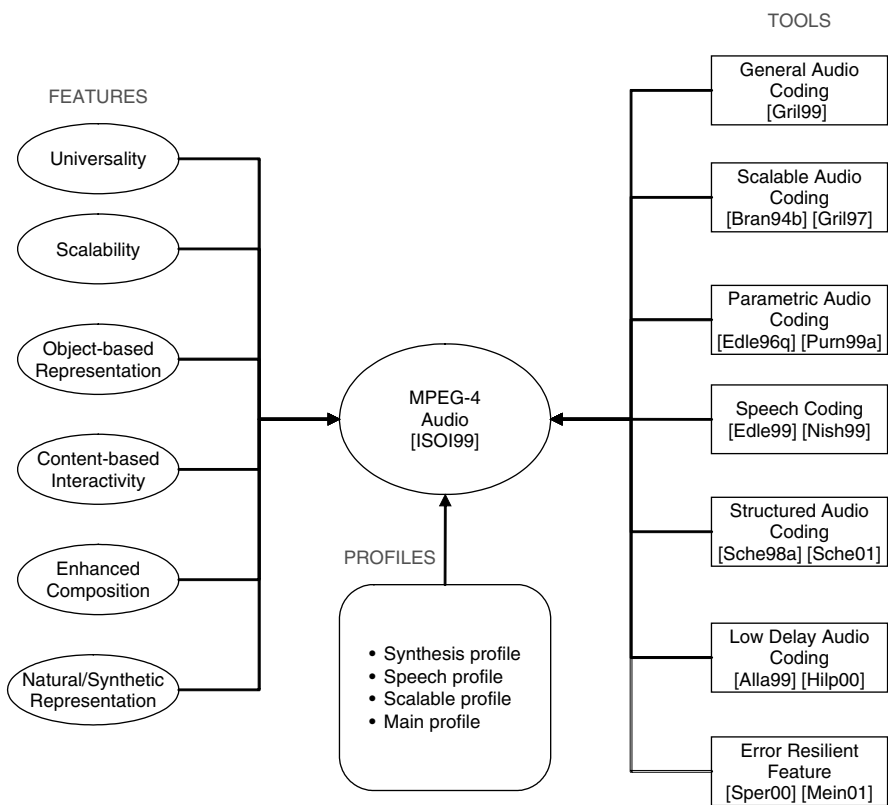 FEATURES
Universality
Scalability
Object-based
Representation
Content-based
Interactivity
Enhanced
Composition
Natural/Synthetic
Representation
MPEG-4
Audio
[ISOI99]
PROFILES
• Synthesis profile
• Speech profile
• Scalable profile
• Main profile
TOOLS
General Audio
Coding
[Gril99]
Scalable Audio
Coding
[Bran94b] [Gril97]
Parametric Audio
Coding
[Edle96q] [Purn99a]
Speech Coding
[Edle99] [Nish99]
Structured Audio
Coding
[Sche98a] [Sche01]
Low Delay Audio
Coding
[Alla99] [Hilp00]
Error Resilient
Feature
[Sper00] [Mein01]